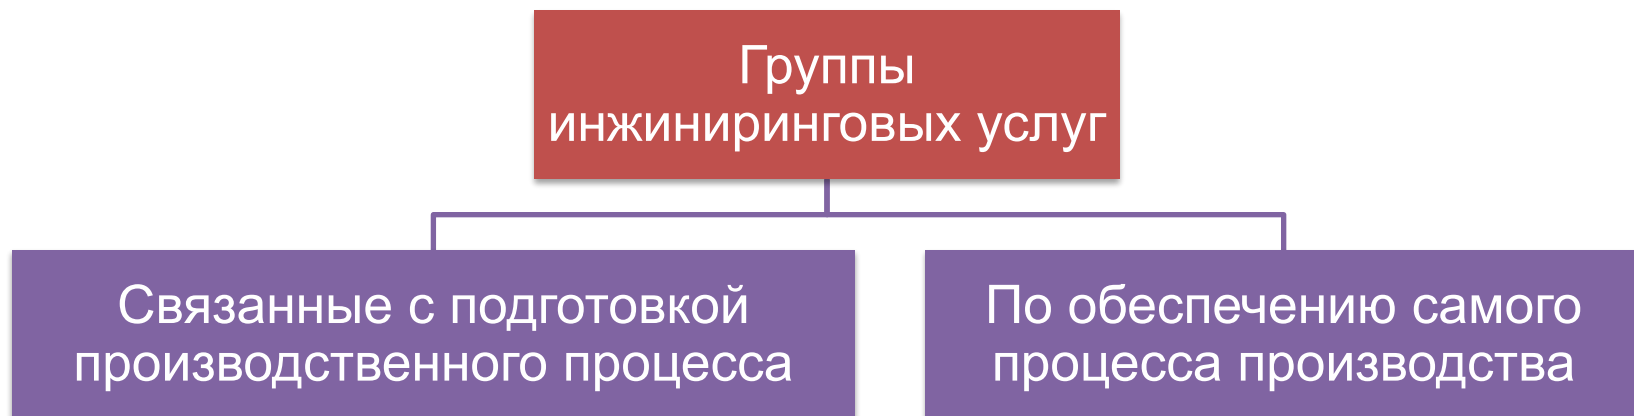 Группы
инжиниринговых услуг
Связанные с подготовкой
производственного процесса
По обеспечению самого
процесса производства